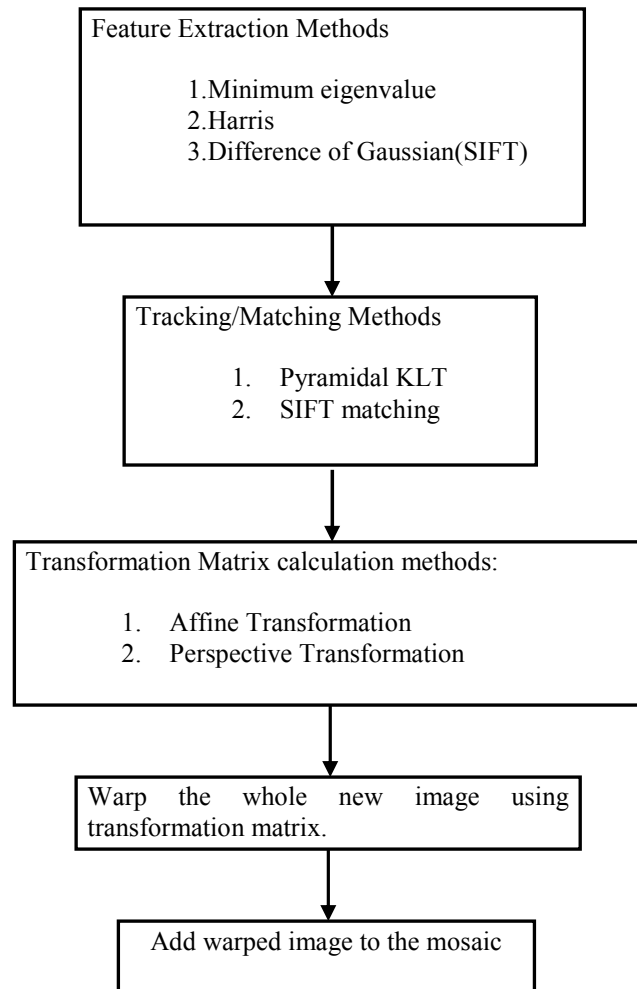 Feature Extraction Methods
1.Minimum eigenvalue
2.Harris
3.Difference of Gaussian(SIFT)
Tracking/Matching Methods
1. Pyramidal KLT
2. SIFT matching
Transformation Matrix calculation methods:
1. Affine Transformation
2. Perspective Transformation
Warp the whole new image using
transformation matrix.
Add warped image to the mosaic